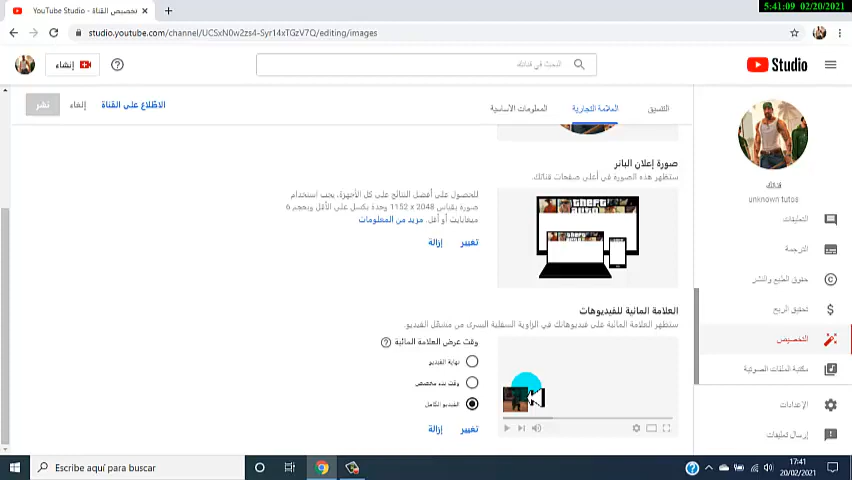 5:41:09 02/20/2021
YouTube Studio - تخصيص القناة
studio.youtube.com/channel/UCSxN0w2zs4-Syr14xTGzV7Q/editing/images
Studio
البحث في قناتك
إنشاء
التنسيق
العلامة التجارية
المعلومات الأساسية
الاطّلاع على القناة
إلغاء
نشر
قناتك
unknown tutos
التعليقات
الترجمة
حقوق الطبع والنشر
تحقيق الربح
التخصيص
مكتبة الملفات الصوتية
الإعدادات
إرسال تعليقات
صورة إعلان البانر
ستظهر هذه الصورة في أعلى صفحات قناتك.
للحصول على أفضل النتائج على كل الأجهزة، يجب استخدام
صورة بقياس 2048 x 1152 وحدة بكسل على الأقل وبحجم 6
ميغابايت أو أقل. مزيد من المعلومات
تغيير
إزالة
العلامة المائية للفيديوهات
ستظهر العلامة المائية على فيديوهاتك في الزاوية السفلية اليسرى من مشغّل الفيديو.
وقت عرض العلامة المائية
نهاية الفيديو
وقت بدء مخصّص
الفيديو الكامل
تغيير
إزالة
Escribe aquí para buscar
17:41
20/02/2021